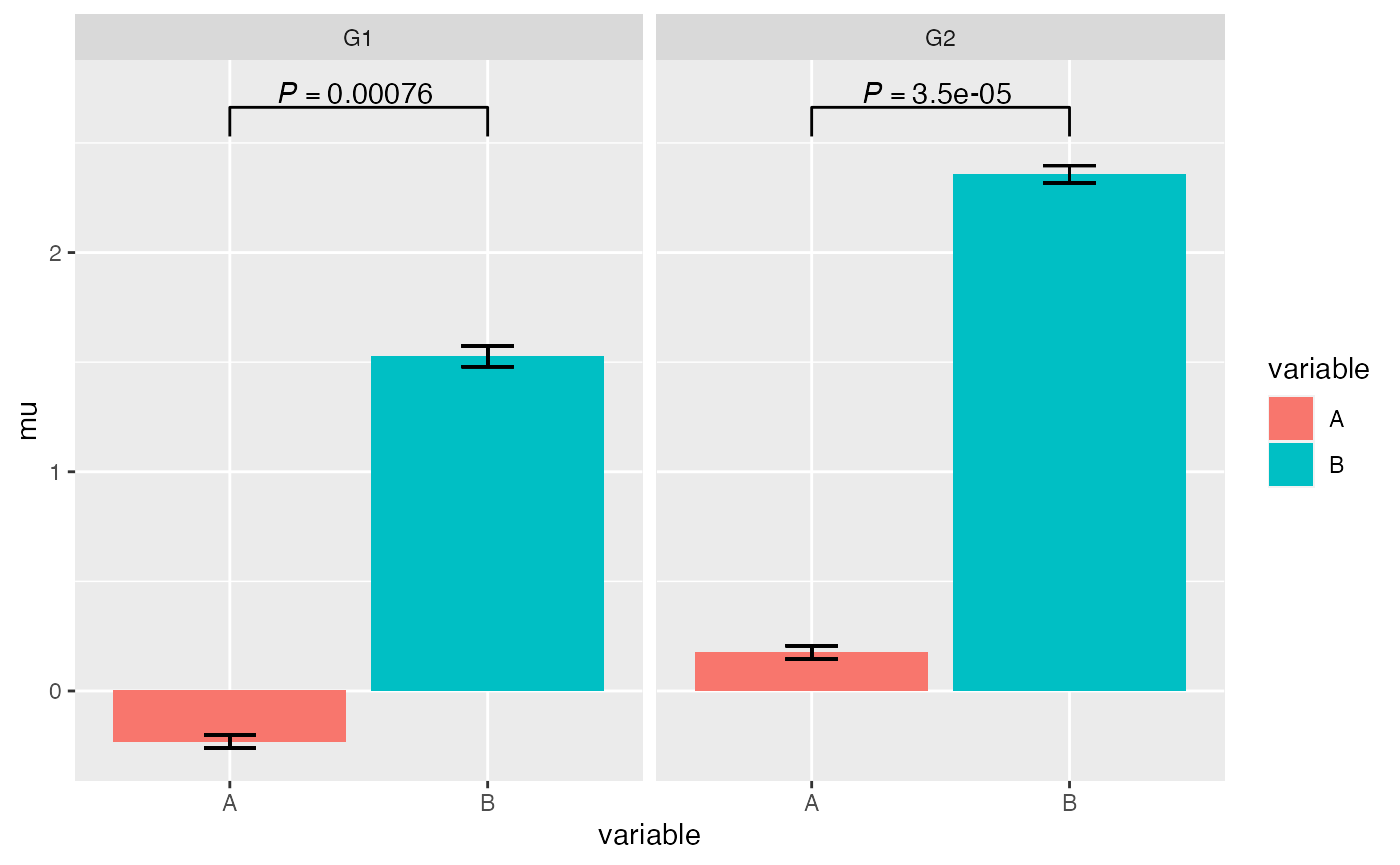 G1
G2
P = 0.00076
P = 3.5e-05
mu
2
1
0
A
B
A
B
variable
variable
A
B